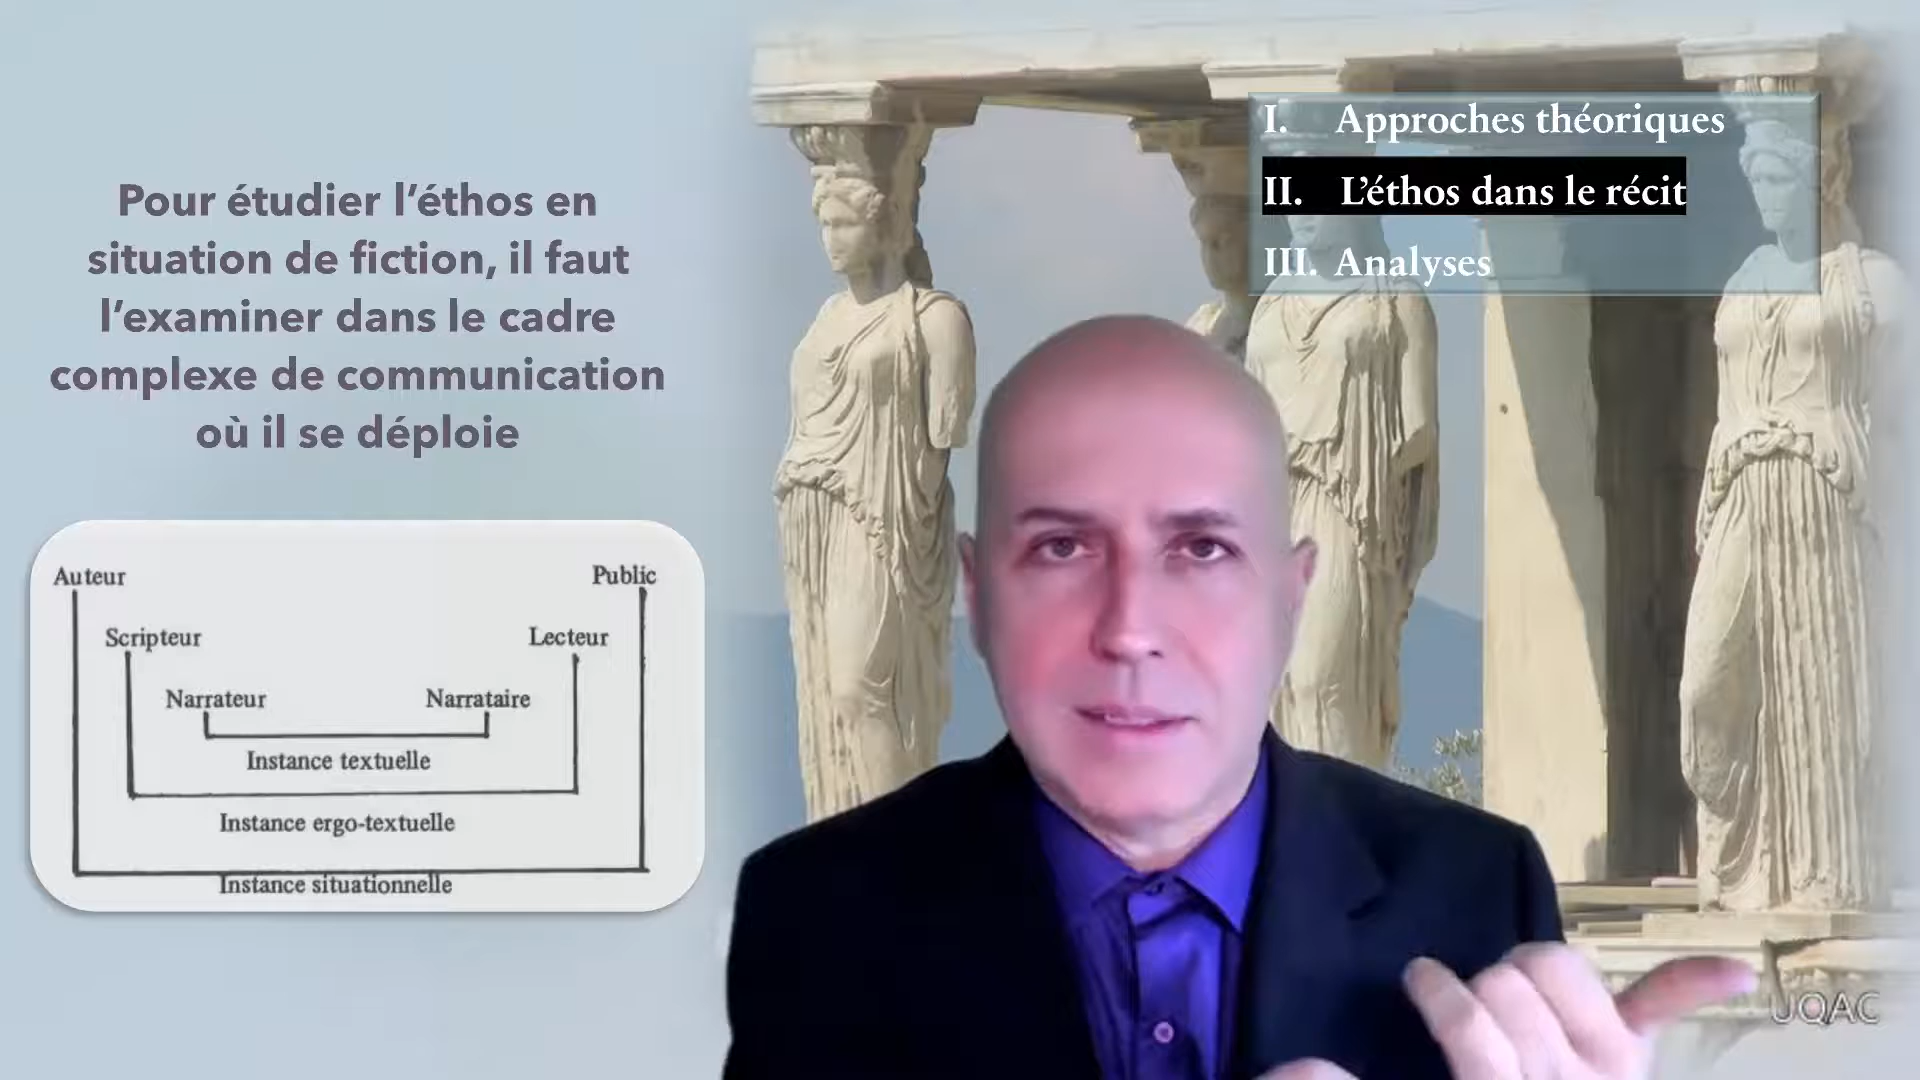 Pour étudier l’éthos en
situation de fiction, il faut
l’examiner dans le cadre
complexe de communication
où il se déploie
I. Approches théoriques
II. L’éthos dans le récit
III. Analyses
Auteur Public
Scripteur Lecteur
Narrateur Narrataire
Instance textuelle
Instance ergo-textuelle
Instance situationnelle
UQAC